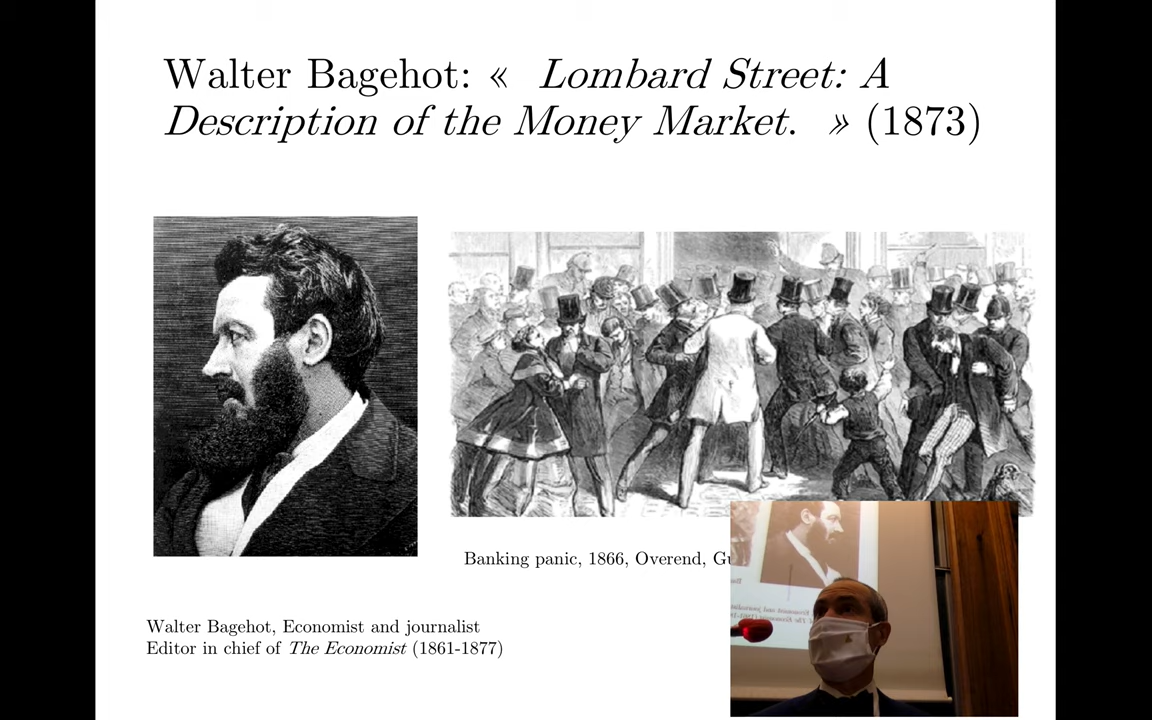 Walter Bagehot: « Lombard Street: A
Description of the Money Market. » (1873)
Banking panic, 1866, Overend,
Walter Bagehot, Economist and journalist
Editor in chief of The Economist (1861-1877)